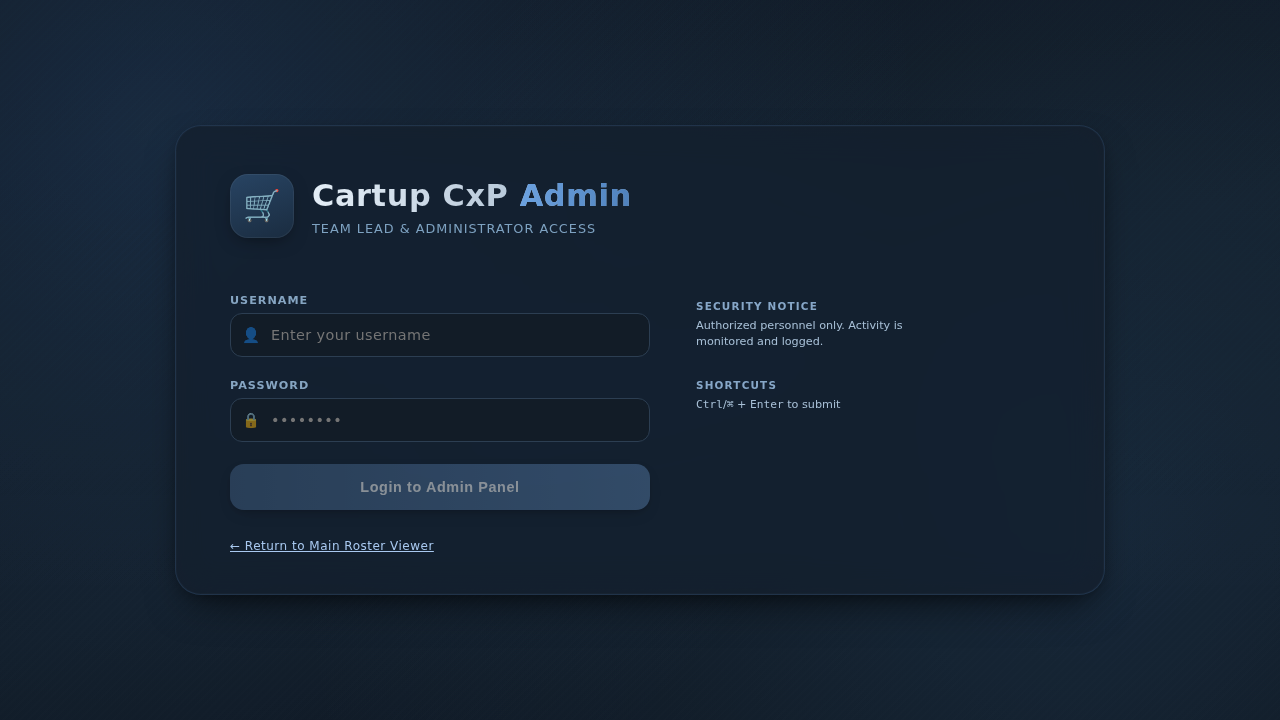 Cartup CxP Admin
TEAM LEAD & ADMINISTRATOR ACCESS
USERNAME
Enter your username
PASSWORD
••••••••
Login to Admin Panel
← Return to Main Roster Viewer
SECURITY NOTICE
Authorized personnel only. Activity is
monitored and logged.
SHORTCUTS
Ctrl/⌘ + Enter to submit